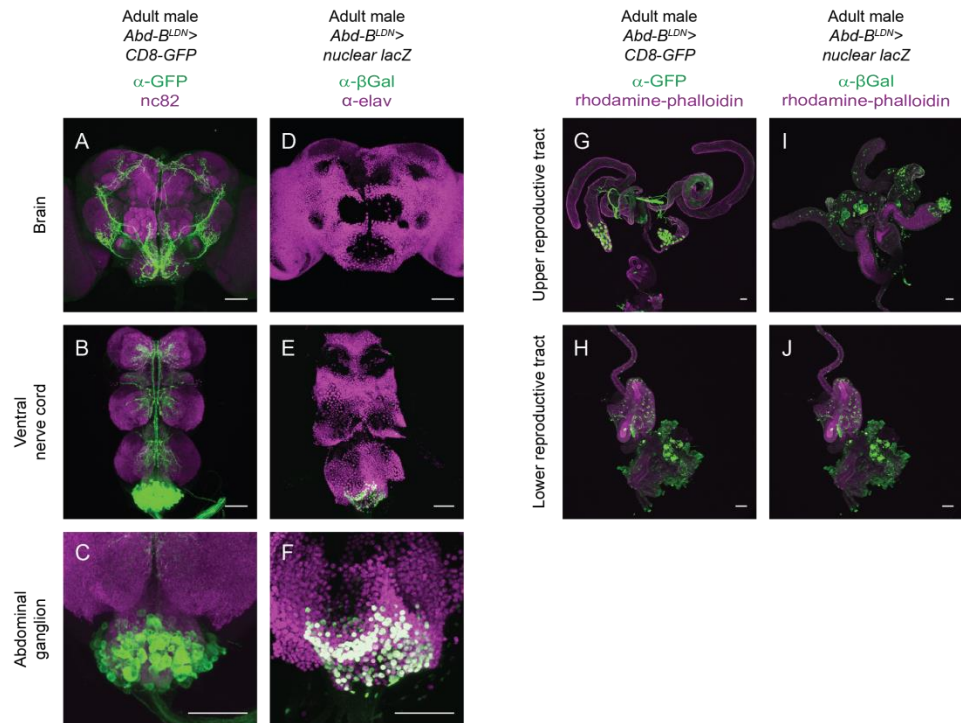 Adult male
Abd-B^LDN>
CD8-GFP
α-GFP
nc82
Adult male
Abd-B^LDN>
nuclear lacZ
α-βGal
α-elav
Adult male
Abd-B^LDN>
CD8-GFP
α-GFP
rhodamine-phalloidin
Adult male
Abd-B^LDN>
nuclear lacZ
α-βGal
rhodamine-phalloidin
Brain
A
D
Upper reproductive tract
G
I
Ventral
nerve cord
B
E
Lower reproductive tract
H
J
Abdominal
ganglion
C
F